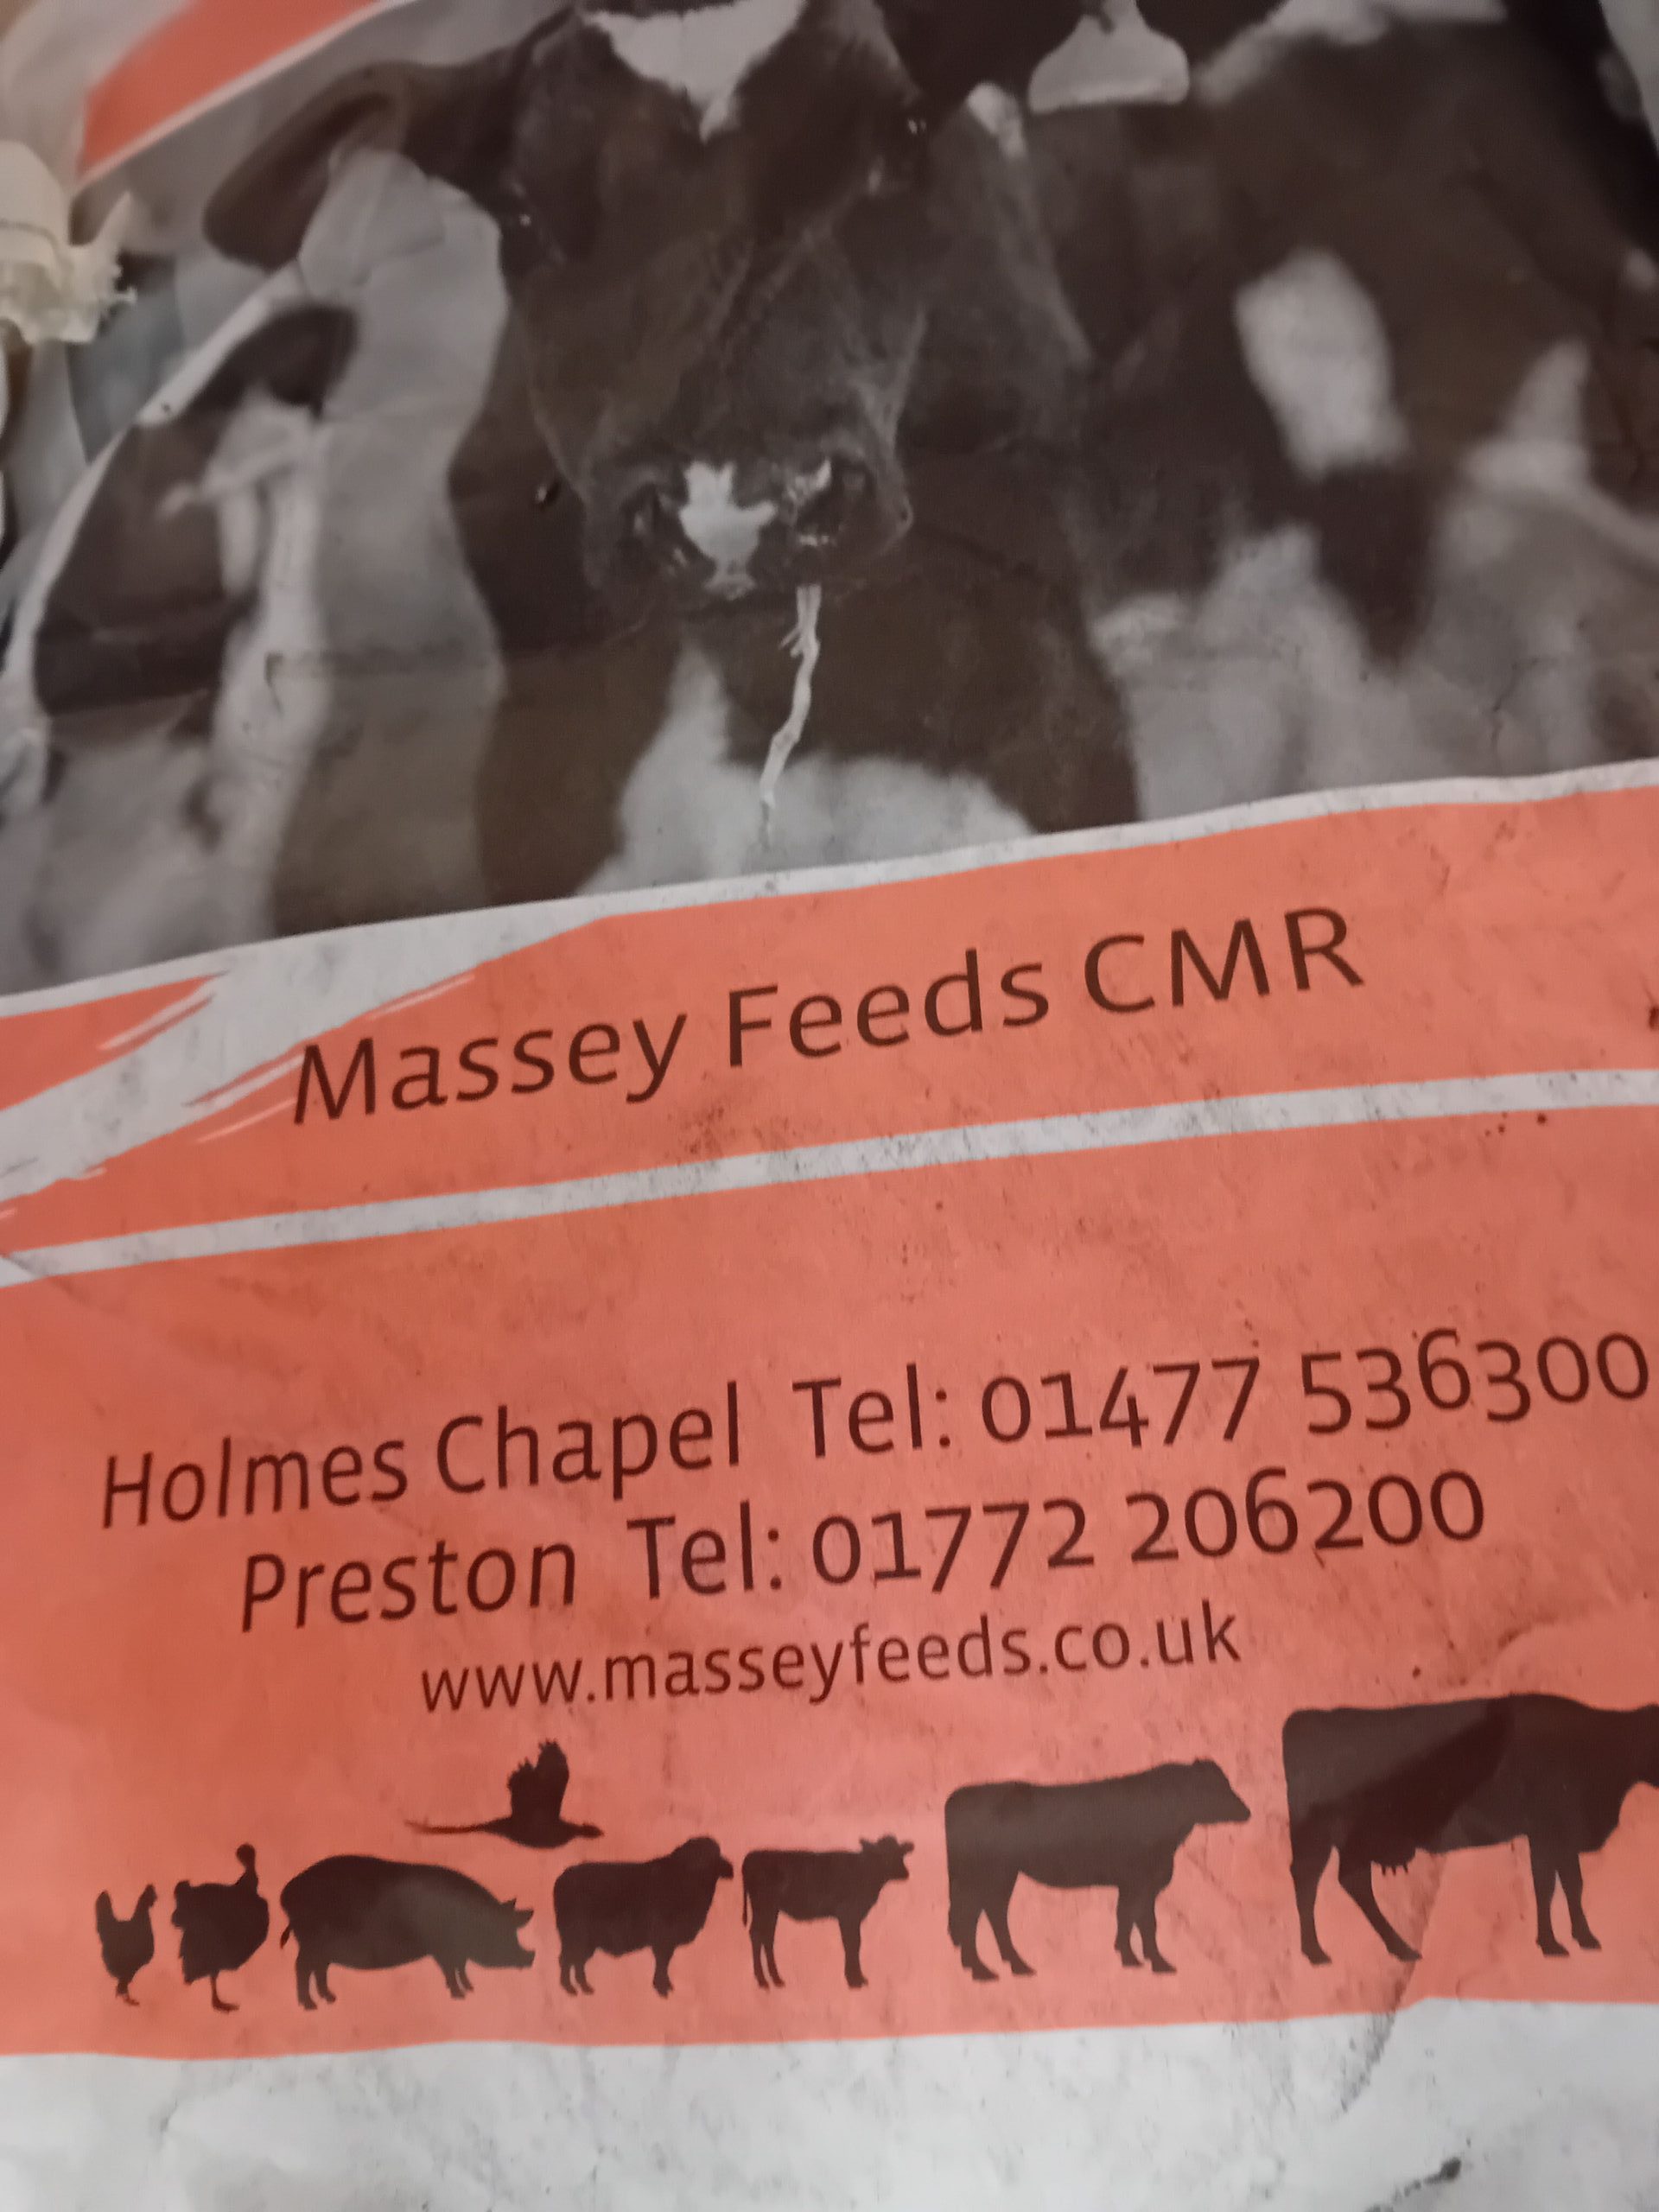 Massey Feeds CMR
Holmes Chapel Tel: 01477 536300
Preston Tel: 01772 206200
www.masseyfeeds.co.uk